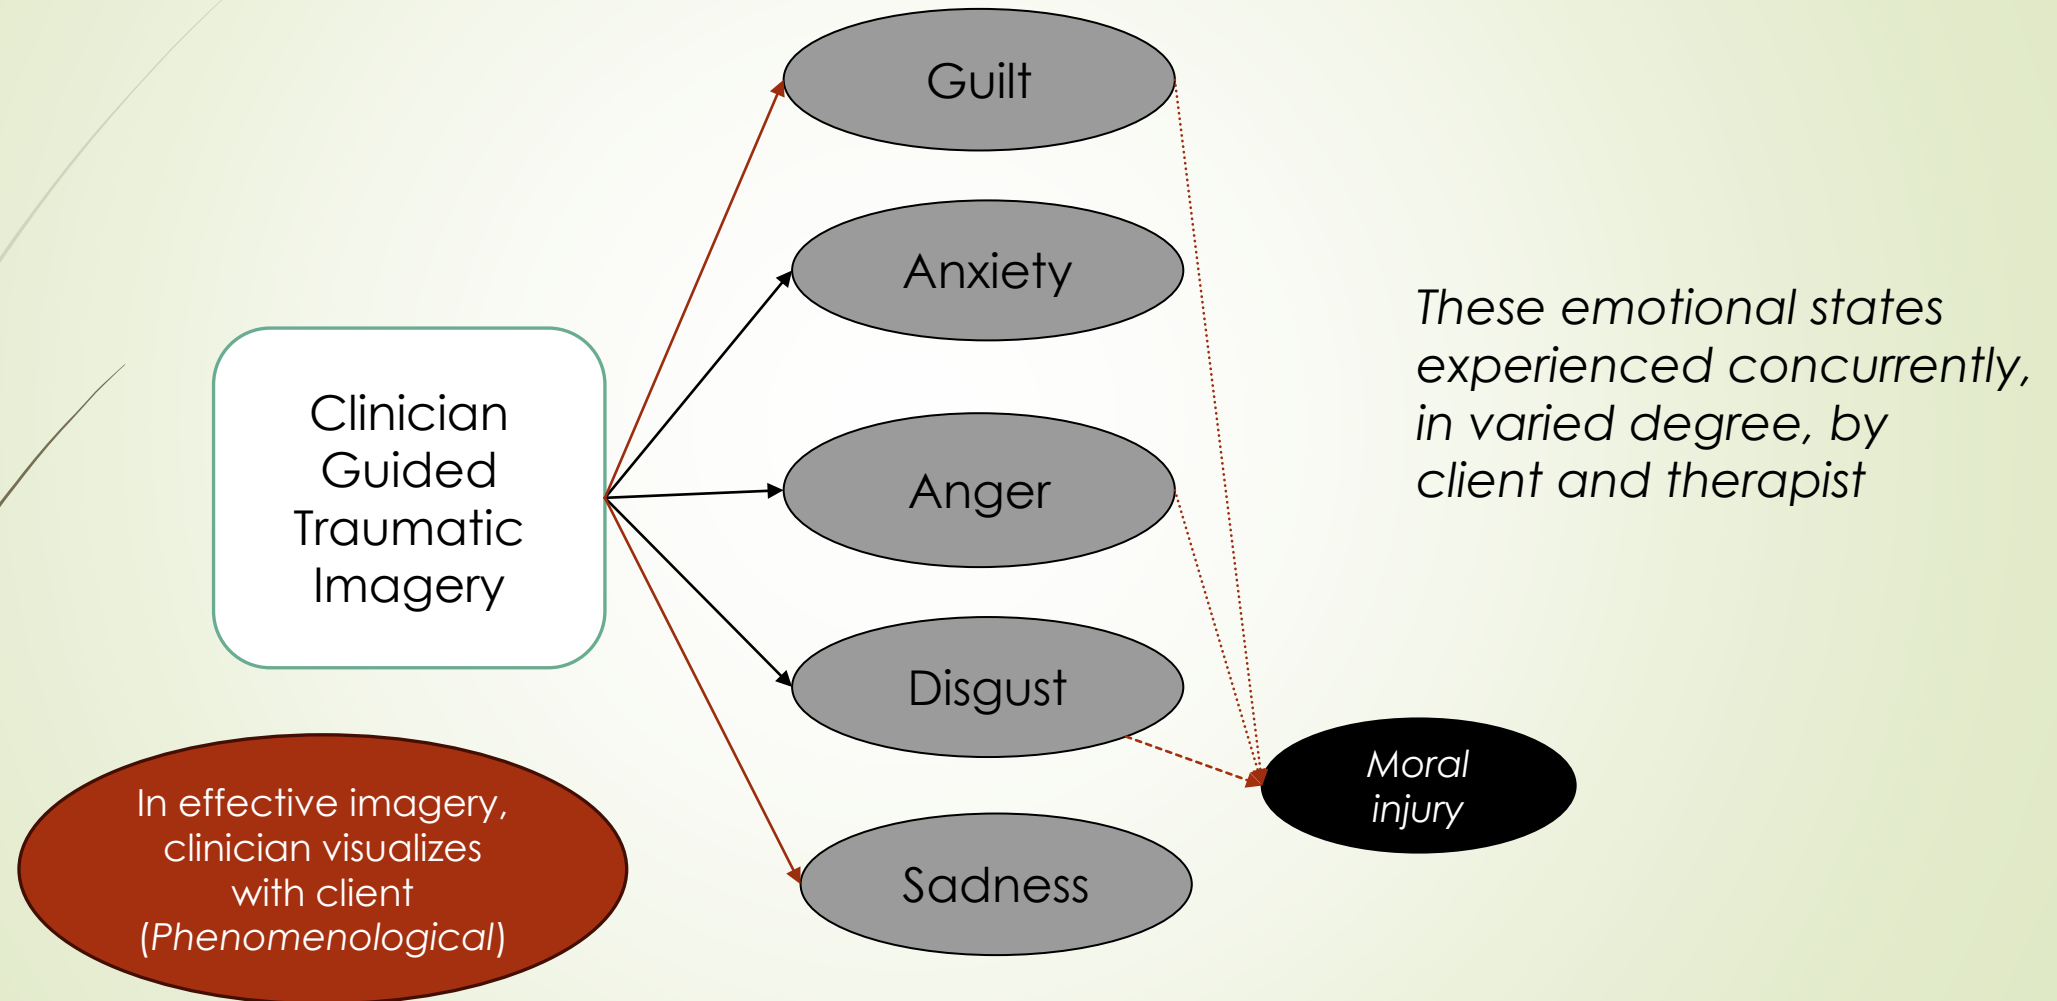 Guilt
Anxiety
Anger
Disgust
Sadness
Clinician
Guided
Traumatic
Imagery
These emotional states
experienced concurrently,
in varied degree, by
client and therapist
Moral
injury
In effective imagery,
clinician visualizes
with client
(Phenomenological)